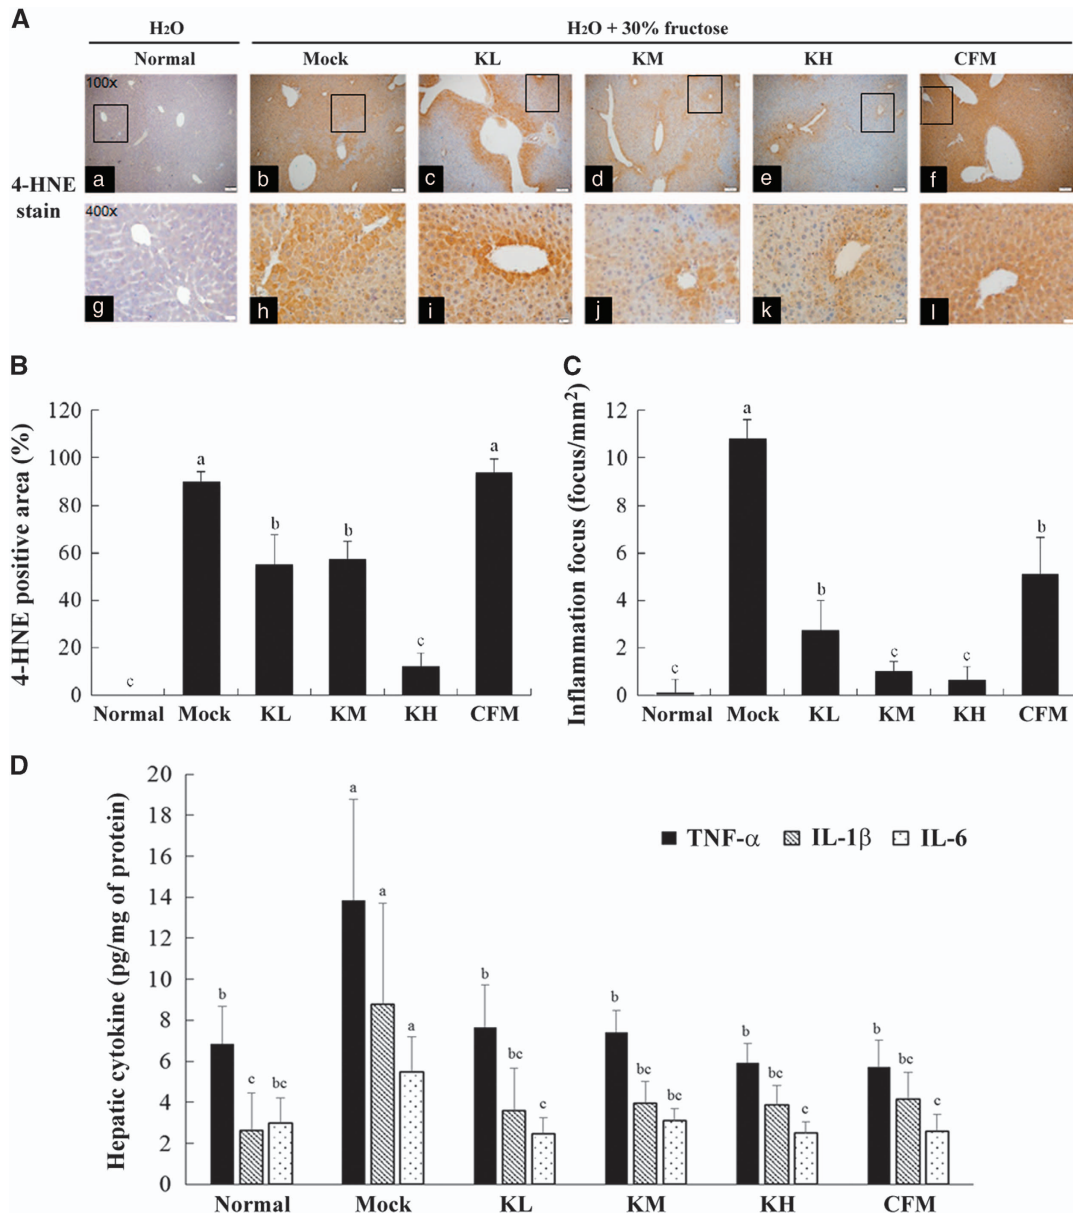 A
H2O
H2O + 30% fructose
Normal Mock KL KM KH CFM
100x
a b c d e f
4-HNE
stain
400x
g h i j k l
B
4-HNE positive area (%)
120
100
80
60
40
20
0
c a b b c a
Normal Mock KL KM KH CFM
C
Inflammation focus (focus/mm²)
12
10
8
6
4
2
0
c a b c c b
Normal Mock KL KM KH CFM
D
Hepatic cytokine (pg/mg of protein)
20
18
16
14
12
10
8
6
4
2
0
TNF-α IL-1β IL-6
b c bc a a a b bc c b bc bc b bc c b bc c
Normal Mock KL KM KH CFM